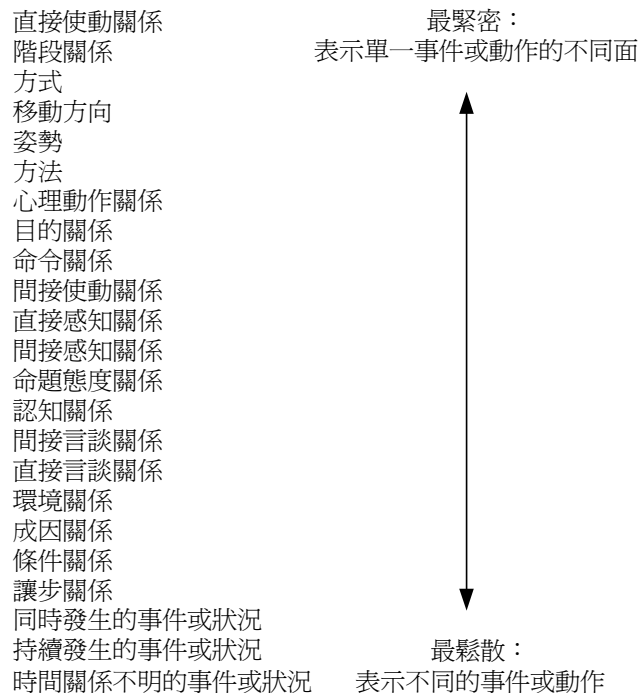 直接使動關係 最緊密：
階段關係 表示單一事件或動作的不同面
方式
移動方向
姿勢
方法
心理動作關係
目的關係
命令關係
間接使動關係
直接感知關係
間接感知關係
命題態度關係
認知關係
間接言談關係
直接言談關係
環境關係
成因關係
條件關係
讓步關係
同時發生的事件或狀況
持續發生的事件或狀況 最鬆散：
時間關係不明的事件或狀況 表示不同的事件或動作